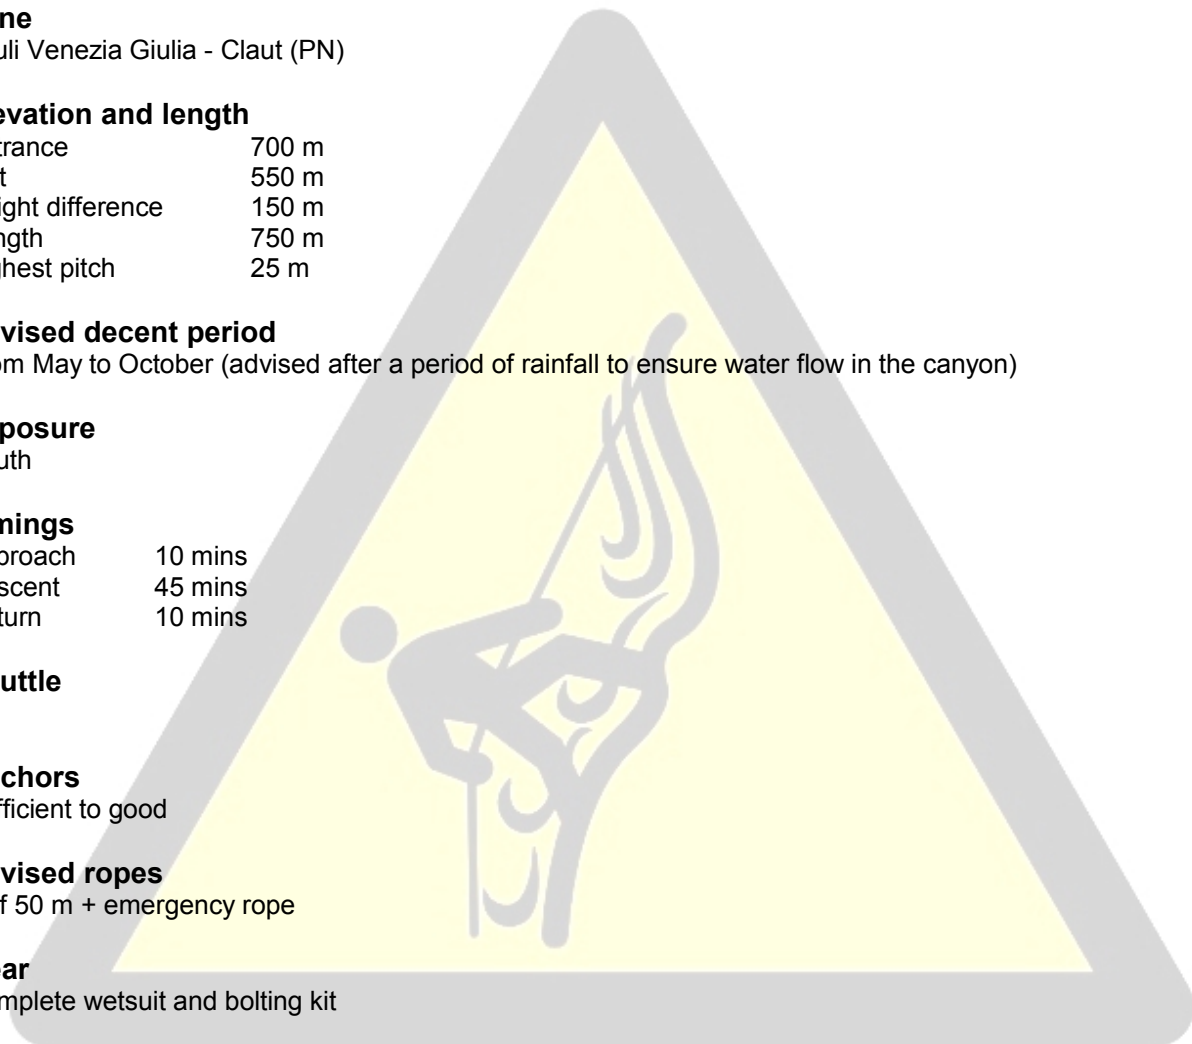 ne
uli Venezia Giulia - Claut (PN)
evation and length
trance 700 m
t 550 m
ight difference 150 m
ngth 750 m
ghest pitch 25 m
vised decent period
om May to October (advised after a period of rainfall to ensure water flow in the canyon)
posure
uth
mings
proach 10 mins
scent 45 mins
turn 10 mins
uttle
chors
fficient to good
vised ropes
f 50 m + emergency rope
ar
mplete wetsuit and bolting kit